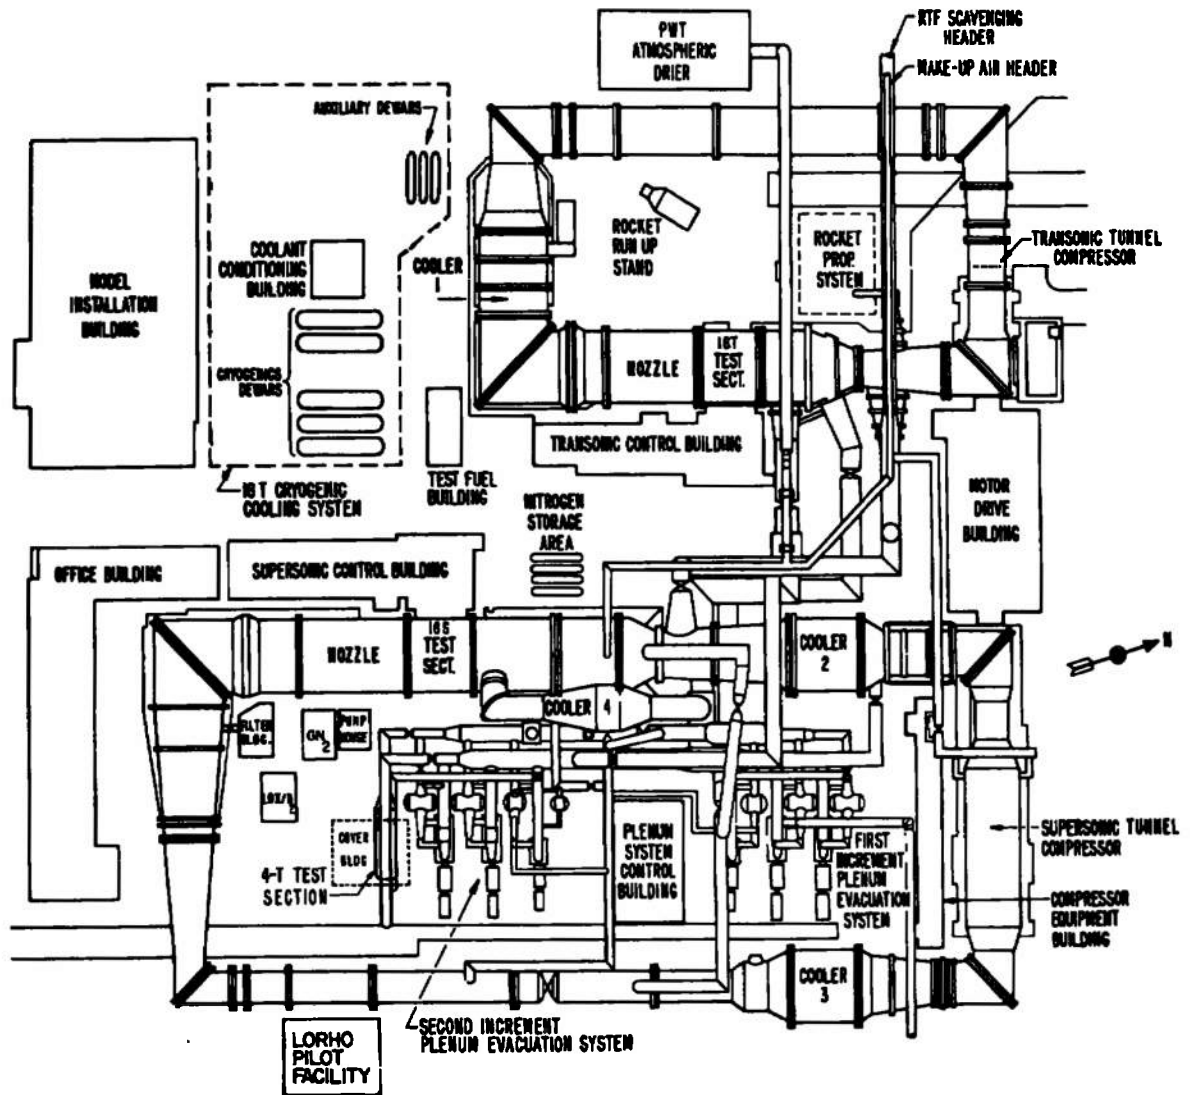 PWT
ATMOSPHERIC
DRIER
RTF SCAVENGING
HEADER
MAKE-UP AIR HEADER
AUXILIARY DEWARS
MODEL
INSTALLATION
BUILDING
COOLANT
CONDITIONING
BUILDING
COOLER
ROCKET
RUN UP
STAND
ROCKET
PROP.
SYSTEM
TRANSONIC TUNNEL
COMPRESSOR
CRYOGENICS
DEWARS
NOZZLE
16T
TEST
SECT.
TRANSONIC CONTROL BUILDING
16 T CRYOGENIC
COOLING SYSTEM
TEST FUEL
BUILDING
NITROGEN
STORAGE
AREA
MOTOR
DRIVE
BUILDING
OFFICE BUILDING
SUPERSONIC CONTROL BUILDING
NOZZLE
16S
TEST
SECT.
COOLER
2
N
COOLER 4
FILTER
BLDG.
GN2
PUMP
HOUSE
COVER
BLDG
4-T TEST
SECTION
PLENUM
SYSTEM
CONTROL
BUILDING
FIRST
INCREMENT
PLENUM
EVACUATION
SYSTEM
SUPERSONIC TUNNEL
COMPRESSOR
COMPRESSOR
EQUIPMENT
BUILDING
COOLER
3
SECOND INCREMENT
PLENUM EVACUATION SYSTEM
LORHO
PILOT
FACILITY